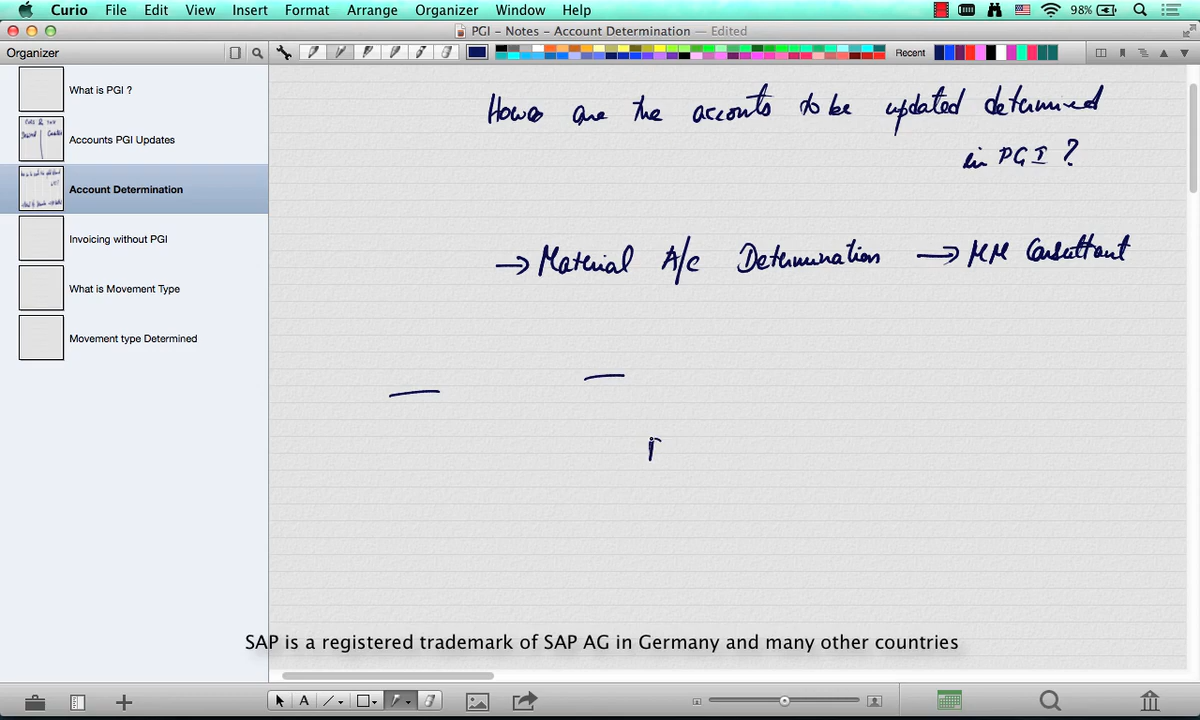 Curio File Edit View Insert Format Arrange Organizer Window Help 98%
PGI - Notes — Account Determination — Edited
Organizer Recent
What is PGI ?
Accounts PGI Updates
Account Determination
Invoicing without PGI
What is Movement Type
Movement type Determined
How are the accounts to be updated determined
in PGI ?
→ Material A/c Determination → MM Consultant
SAP is a registered trademark of SAP AG in Germany and many other countries
A